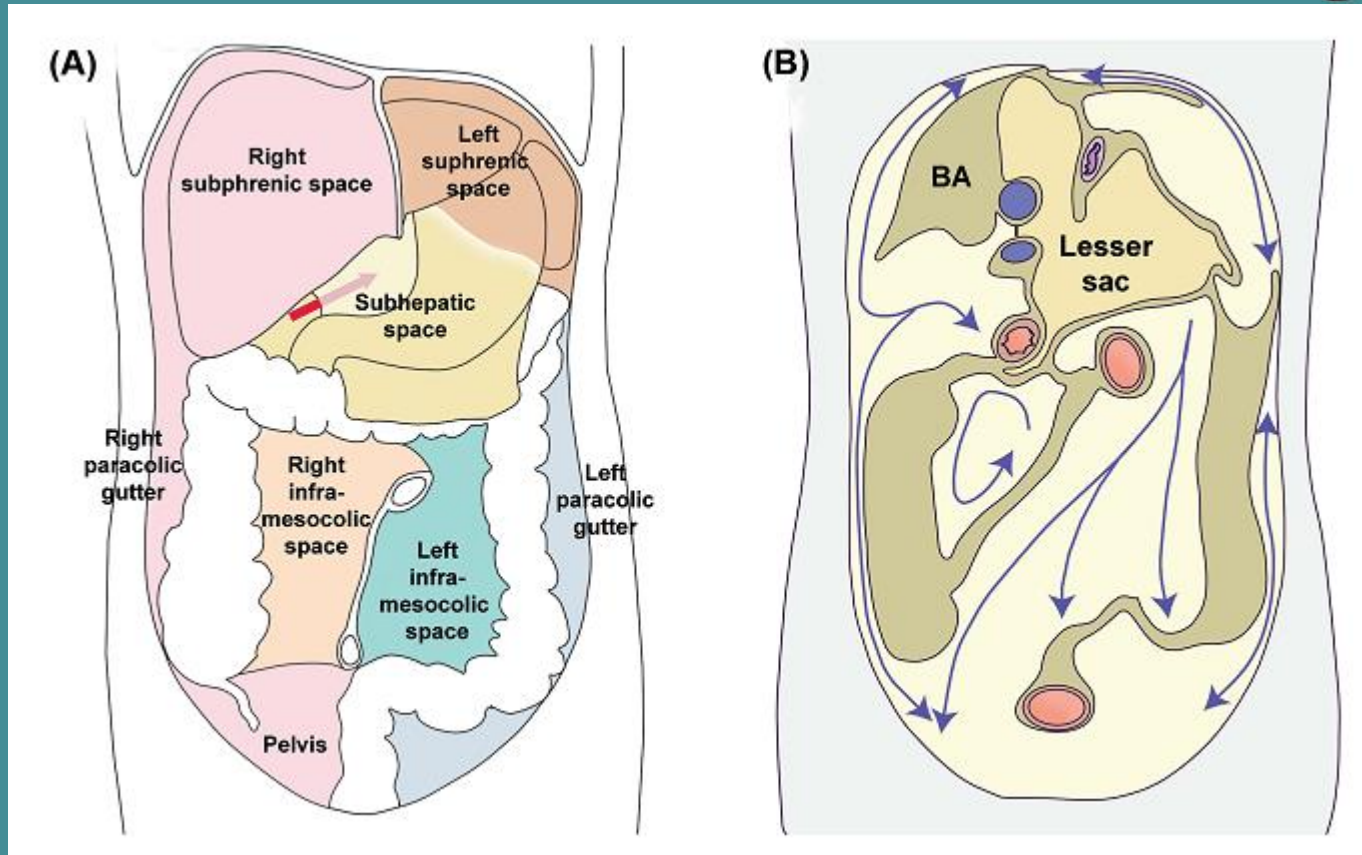 (A)
Right
subphrenic space
Left
suphrenic
space
Subhepatic
space
Right
paracolic
gutter
Right
infra-
mesocolic
space
Left
infra-
mesocolic
space
Left
paracolic
gutter
Pelvis
(B)
BA
Lesser
sac